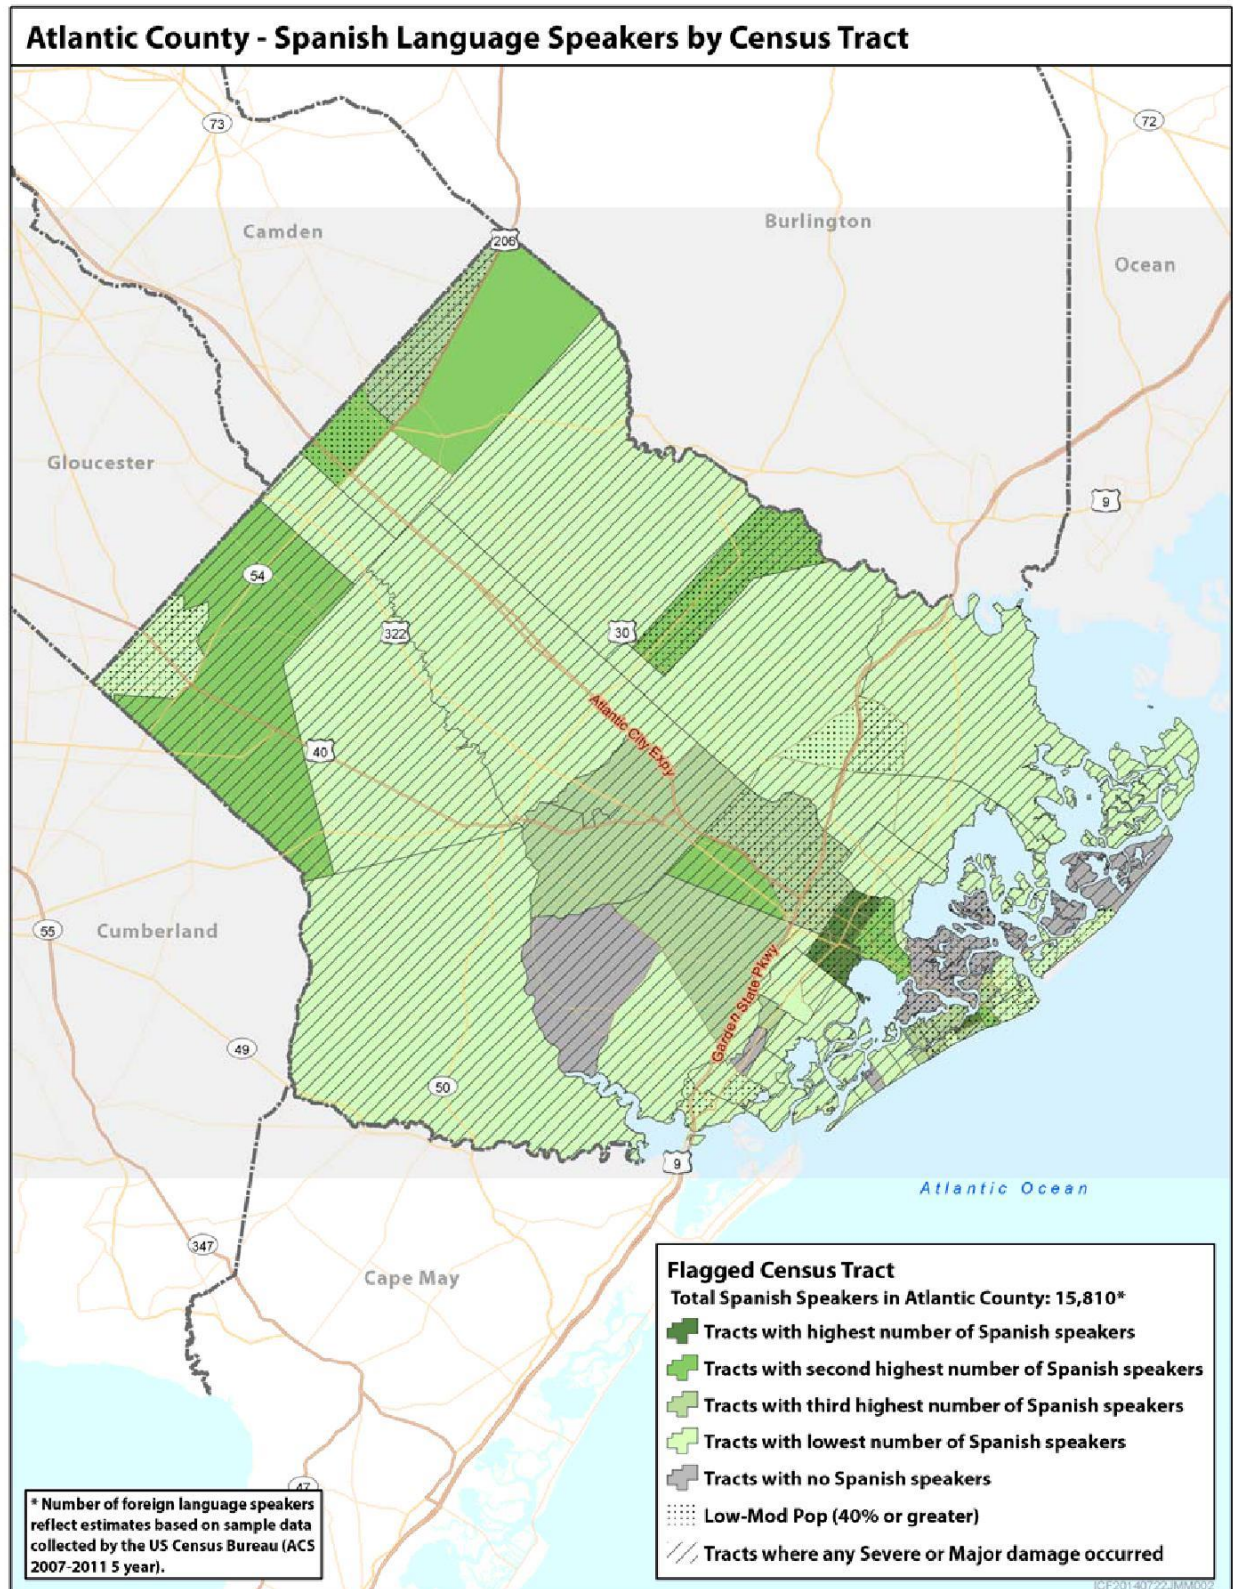 Atlantic County - Spanish Language Speakers by Census Tract
73
72
Camden
Burlington
206
Ocean
Gloucester
9
54
322
30
Atlantic City Expy
40
55
Cumberland
Garden State Pkwy
49
50
9
Atlantic Ocean
347
Cape May
47
Flagged Census Tract
Total Spanish Speakers in Atlantic County: 15,810*
Tracts with highest number of Spanish speakers
Tracts with second highest number of Spanish speakers
Tracts with third highest number of Spanish speakers
Tracts with lowest number of Spanish speakers
Tracts with no Spanish speakers
Low-Mod Pop (40% or greater)
Tracts where any Severe or Major damage occurred
* Number of foreign language speakers
reflect estimates based on sample data
collected by the US Census Bureau (ACS
2007-2011 5 year).
ICF20140722JMM002